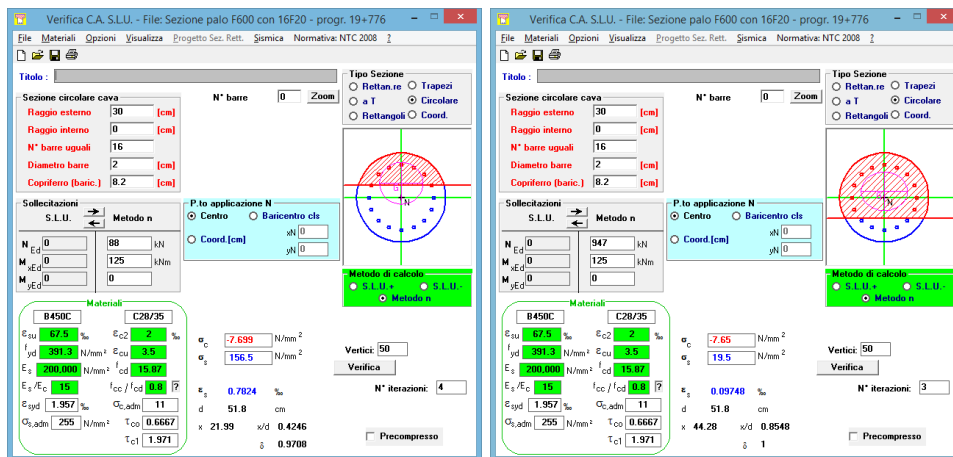 Verifica C.A. S.L.U. - File: Sezione palo F600 con 16F20 - progr. 19+776
File Materiali Opzioni Visualizza Progetto Sez. Rett. Sismica Normativa: NTC 2008 ?
Titolo :
Tipo Sezione
Rettan.re Trapezi
a T Circolare
Rettangoli Coord.
Sezione circolare cava
N° barre 0 Zoom
Raggio esterno 30 [cm]
Raggio interno 0 [cm]
N° barre uguali 16
Diametro barre 2 [cm]
Copriferro (baric.) 8.2 [cm]
N
Sollecitazioni
S.L.U. Metodo n
N Ed 0 88 kN
M xEd 0 125 kNm
M yEd 0 0
P.to applicazione N
Centro Baricentro cls
Coord.[cm] xN 0
yN 0
Metodo di calcolo
S.L.U.+ S.L.U.-
Metodo n
Materiali
B450C C28/35
εsu 67.5 ‰ εc2 2 ‰
fyd 391.3 N/mm² εcu 3.5
Es 200,000 N/mm² fcd 15.87
Es/Ec 15 fcc / fcd 0.8 ?
εsyd 1.957 ‰ σc,adm 11
σs,adm 255 N/mm² τco 0.6667
τc1 1.971
σc -7.699 N/mm²
σs 156.5 N/mm²
εs 0.7824 ‰
d 51.8 cm
x 21.99 x/d 0.4246
δ 0.9708
Vertici: 50
Verifica
N° iterazioni: 4
Precompresso
Verifica C.A. S.L.U. - File: Sezione palo F600 con 16F20 - progr. 19+776
File Materiali Opzioni Visualizza Progetto Sez. Rett. Sismica Normativa: NTC 2008 ?
Titolo :
Tipo Sezione
Rettan.re Trapezi
a T Circolare
Rettangoli Coord.
Sezione circolare cava
N° barre 0 Zoom
Raggio esterno 30 [cm]
Raggio interno 0 [cm]
N° barre uguali 16
Diametro barre 2 [cm]
Copriferro (baric.) 8.2 [cm]
N
Sollecitazioni
S.L.U. Metodo n
N Ed 0 947 kN
M xEd 0 125 kNm
M yEd 0 0
P.to applicazione N
Centro Baricentro cls
Coord.[cm] xN 0
yN 0
Metodo di calcolo
S.L.U.+ S.L.U.-
Metodo n
Materiali
B450C C28/35
εsu 67.5 ‰ εc2 2 ‰
fyd 391.3 N/mm² εcu 3.5
Es 200,000 N/mm² fcd 15.87
Es/Ec 15 fcc / fcd 0.8 ?
εsyd 1.957 ‰ σc,adm 11
σs,adm 255 N/mm² τco 0.6667
τc1 1.971
σc -7.65 N/mm²
σs 19.5 N/mm²
εs 0.09748 ‰
d 51.8 cm
x 44.28 x/d 0.8548
δ 1
Vertici: 50
Verifica
N° iterazioni: 3
Precompresso